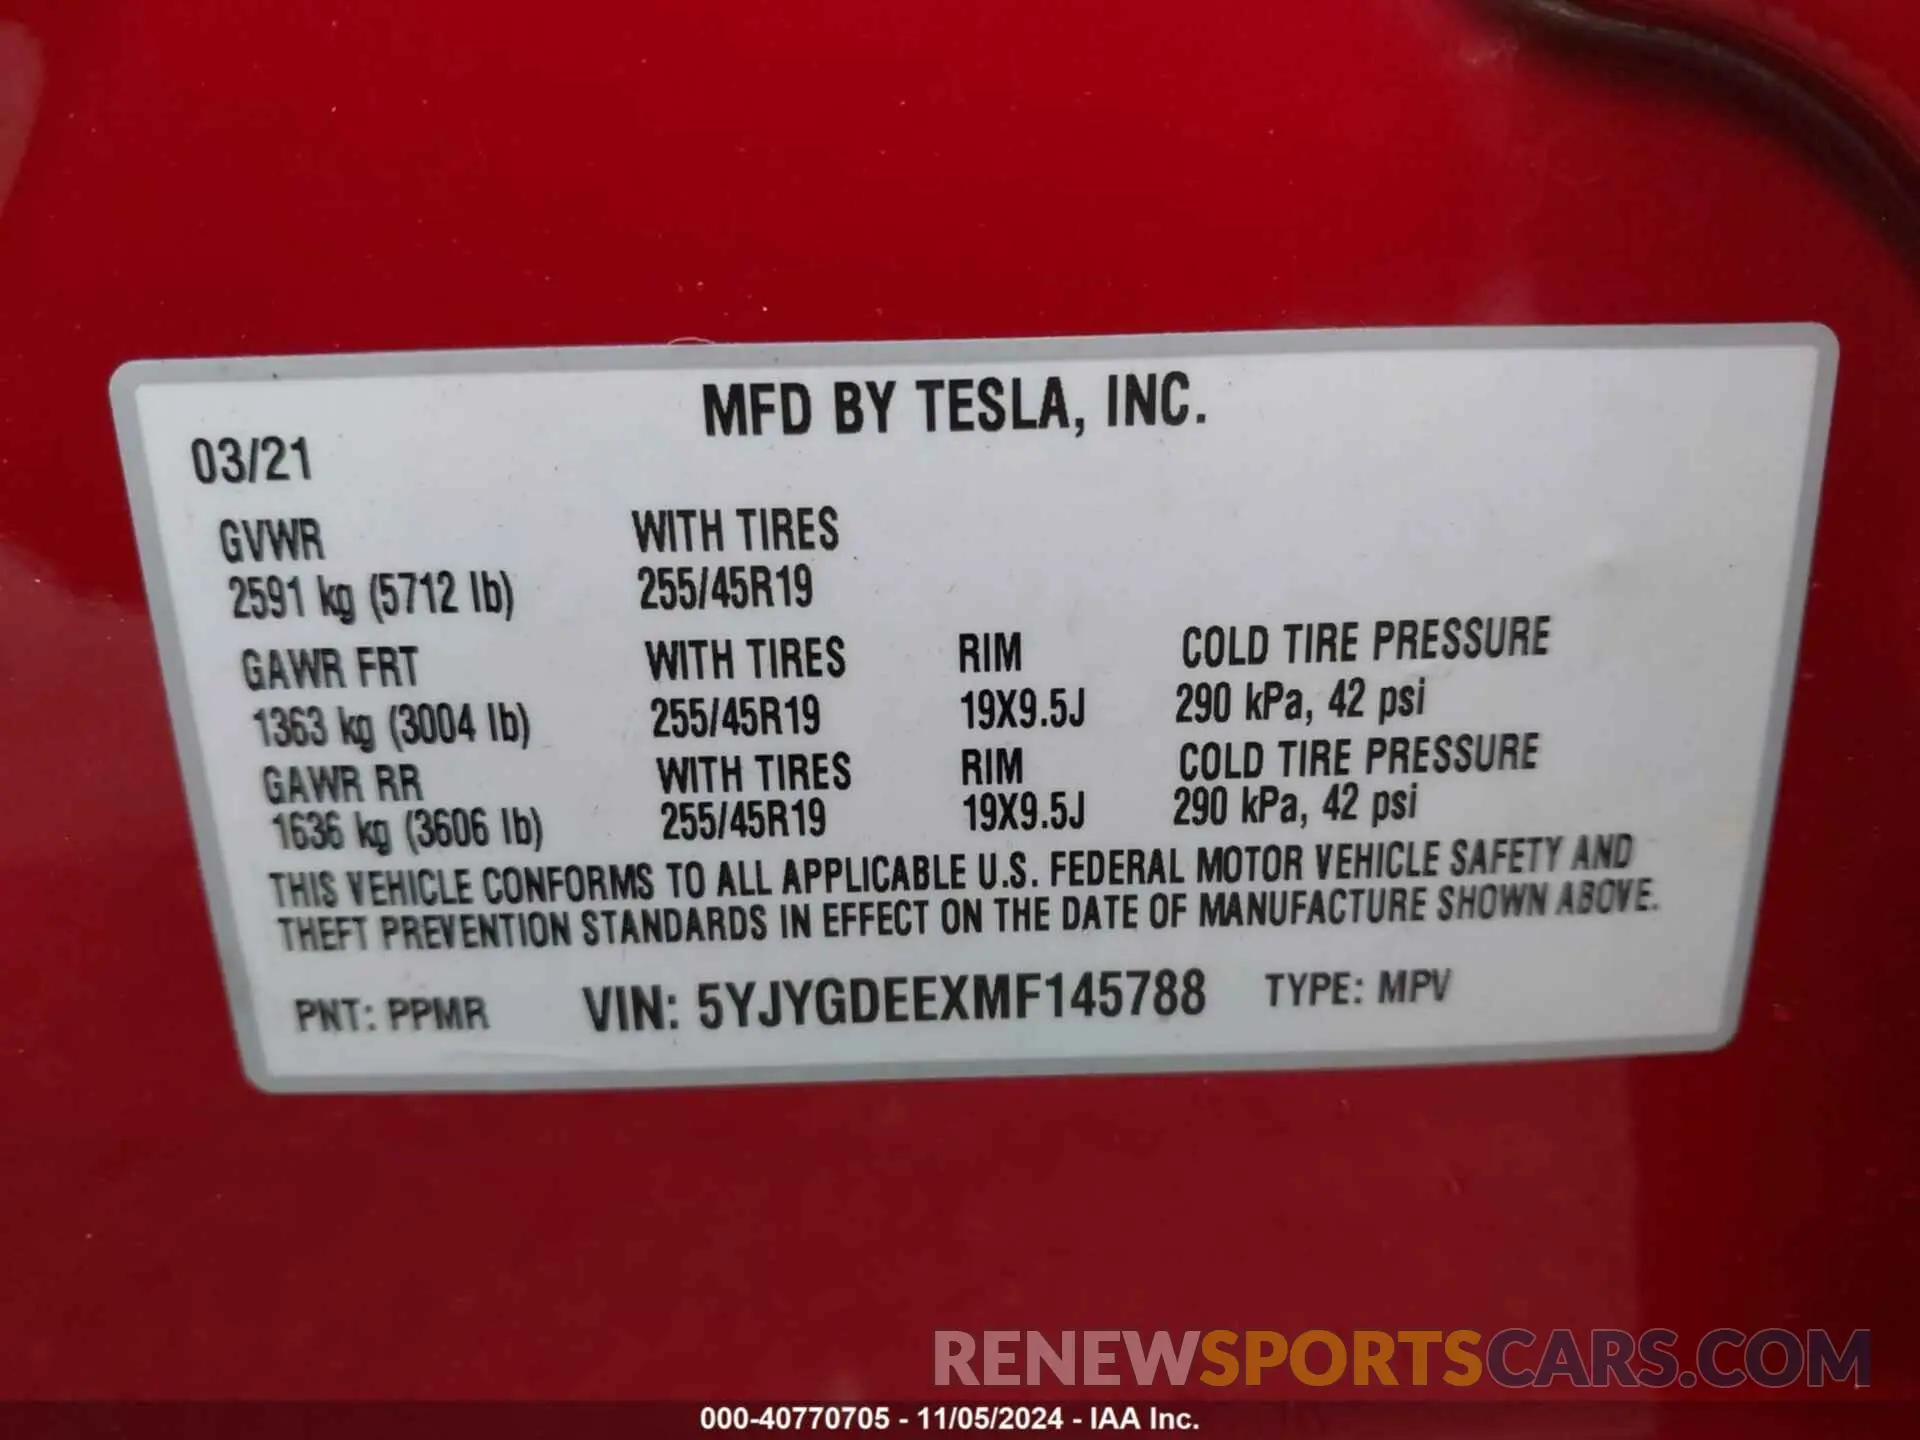 MFD BY TESLA, INC.
03/21
GVWR WITH TIRES
2591 kg (5712 lb) 255/45R19
GAWR FRT WITH TIRES RIM COLD TIRE PRESSURE
1363 kg (3004 lb) 255/45R19 19X9.5J 290 kPa, 42 psi
GAWR RR WITH TIRES RIM COLD TIRE PRESSURE
1636 kg (3606 lb) 255/45R19 19X9.5J 290 kPa, 42 psi
THIS VEHICLE CONFORMS TO ALL APPLICABLE U.S. FEDERAL MOTOR VEHICLE SAFETY AND
THEFT PREVENTION STANDARDS IN EFFECT ON THE DATE OF MANUFACTURE SHOWN ABOVE.
PNT: PPMR VIN: 5YJYGDEEXMF145788 TYPE: MPV
RENEWSPORTSCARS.COM
000-40770705 - 11/05/2024 - IAA Inc.